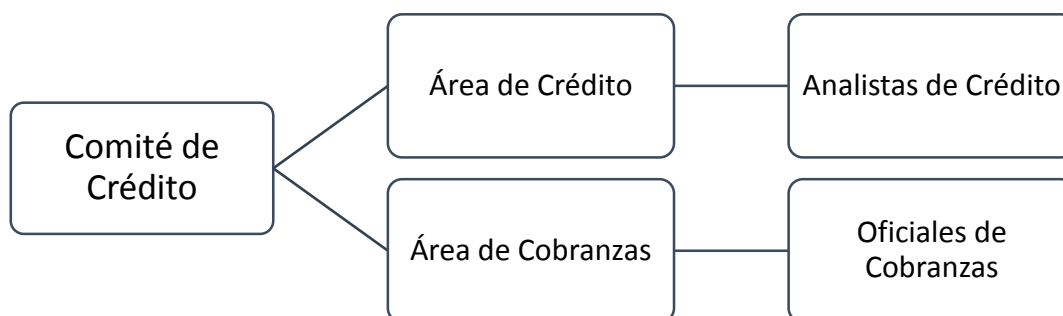 Comité de
Crédito
Área de Crédito
Analistas de Crédito
Área de Cobranzas
Oficiales de
Cobranzas